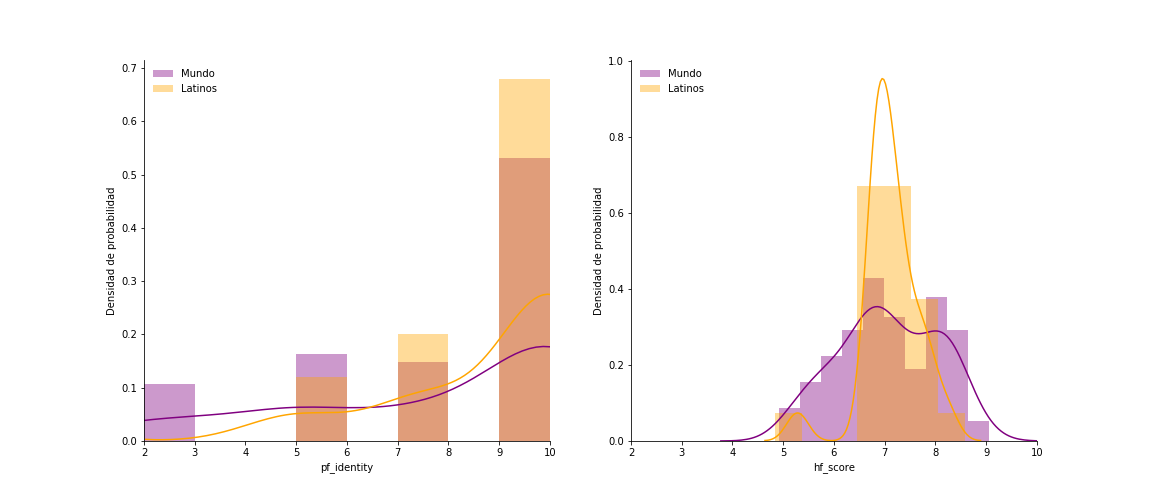 Mundo
Latinos
Densidad de probabilidad
0.7
0.6
0.5
0.4
0.3
0.2
0.1
0.0
2 3 4 5 6 7 8 9 10
pf_identity
Mundo
Latinos
Densidad de probabilidad
1.0
0.8
0.6
0.4
0.2
0.0
2 3 4 5 6 7 8 9 10
hf_score